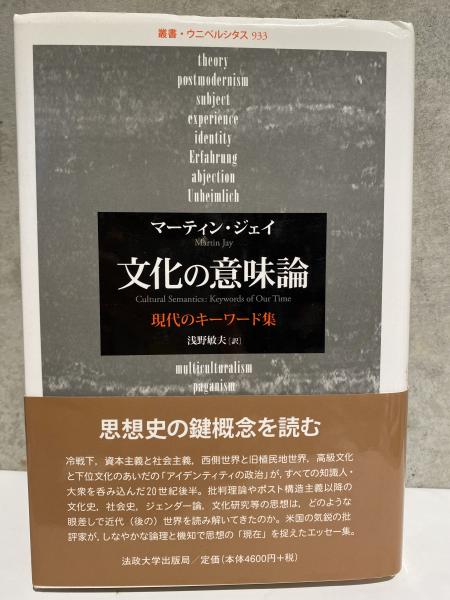 叢書・ウニベルシタス 933
theory
postmodernism
subject
experience
identity
Erfahrung
abjection
Unheimlich
マーティン・ジェイ
Martin Jay
文化の意味論
Cultural Semantics: Keywords of Our Time
現代のキーワード集
浅野敏夫 [訳]
multiculturalism
paganism
思想史の鍵概念を読む
冷戦下，資本主義と社会主義，西側世界と旧植民地世界，高級文化
と下位文化のあいだの「アイデンティティの政治」が，すべての知識人・
大衆を呑み込んだ20世紀後半。批判理論やポスト構造主義以降の
文化史，社会史，ジェンダー論，文化研究等の思想は，どのような
眼差しで近代（後の）世界を読み解いてきたのか。米国の気鋭の批
評家が，しなやかな論理と機知で思想の「現在」を捉えたエッセー集。
法政大学出版局／定価（本体4600円+税）